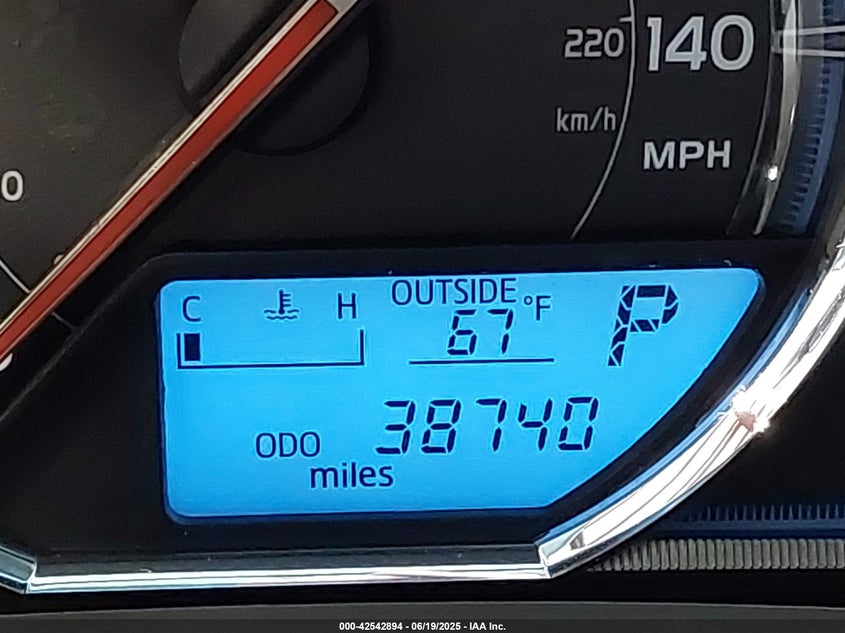 220 140
km/h
MPH
0
OUTSIDE
C H 67 °F P
ODO 38740
miles
000-42542894 - 06/19/2025 - IAA Inc.